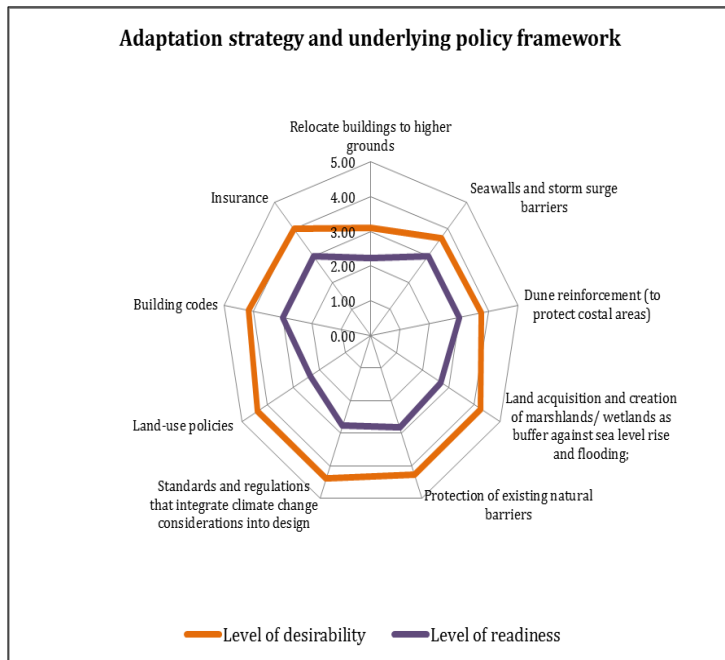 Adaptation strategy and underlying policy framework
Relocate buildings to higher
grounds
5.00
4.00
3.00
2.00
1.00
0.00
Seawalls and storm surge
barriers
Dune reinforcement (to
protect costal areas)
Land acquisition and creation
of marshlands/ wetlands as
buffer against sea level rise
and flooding;
Protection of existing natural
barriers
Standards and regulations
that integrate climate change
considerations into design
Land-use policies
Building codes
Insurance
Level of desirability
Level of readiness